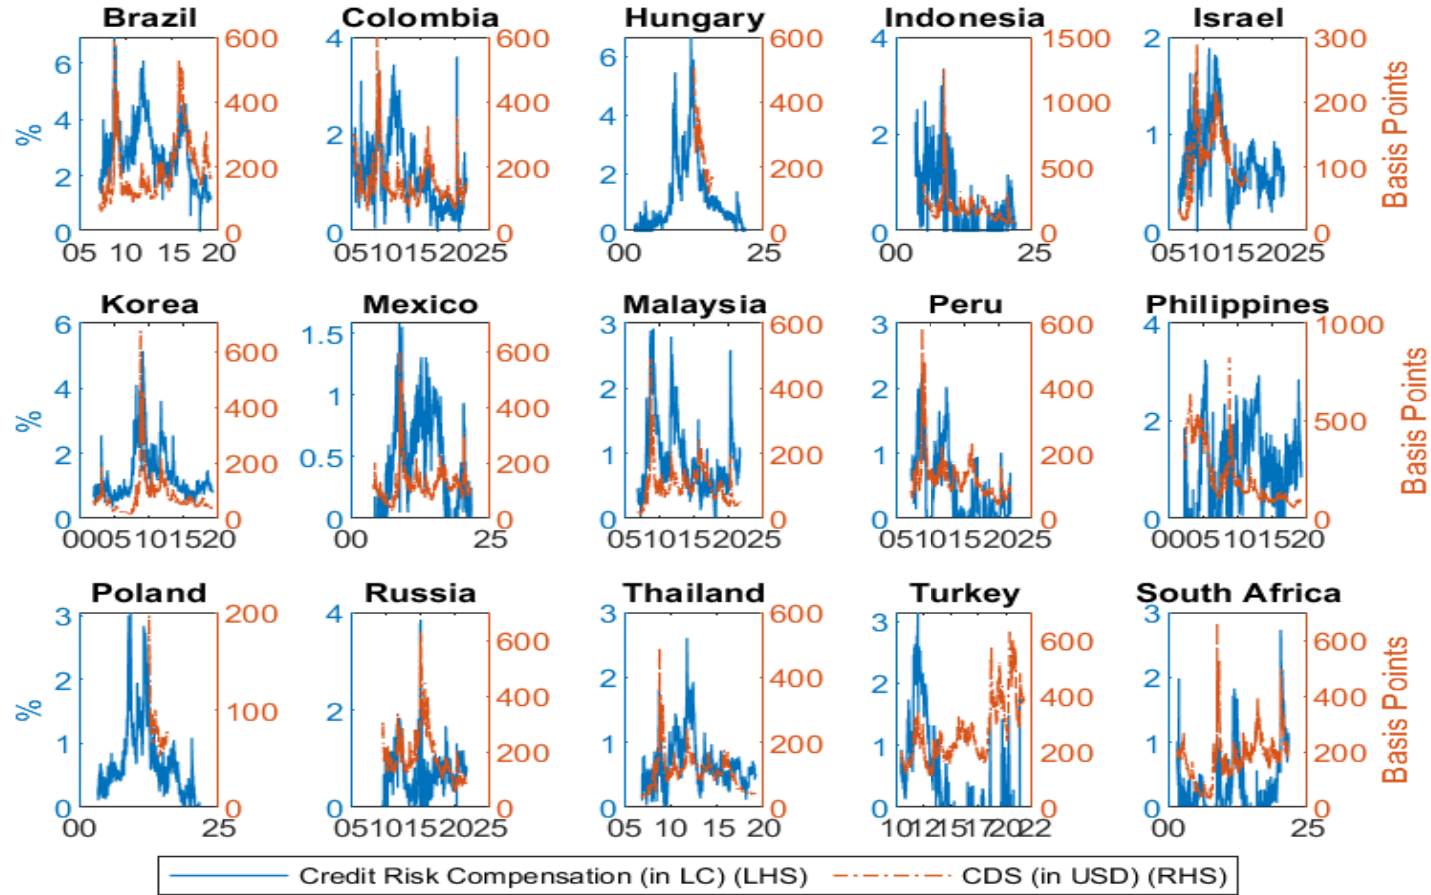 Brazil Colombia Hungary Indonesia Israel
6 600 4 600 6 600 4 1500 2 300
% 4 400 400 4 400 1000 200 Basis Points
2 200 2 200 2 200 2 500 1 100
0 0 0 0 0 0 0 0 0 0
05 10 15 20 0510152025 00 25 00 25 0510152025
Korea Mexico Malaysia Peru Philippines
6 600 1.5 600 3 600 3 600 4 1000
% 4 400 1 400 2 400 2 400 2 500 Basis Points
2 200 0.5 200 1 200 1 200
0 0 0 0 0 0 0 0 0 0
0005101520 00 25 0510152025 0510152025 0005101520
Poland Russia Thailand Turkey South Africa
3 200 4 600 3 600 3 600 3 600
% 2 100 2 400 2 400 2 400 2 400 Basis Points
1 200 1 200 1 200 1 200
0 0 0 0 0 0 0 0 0 0
00 25 0510152025 05 10 15 20 101215172022 00 25
Credit Risk Compensation (in LC) (LHS) CDS (in USD) (RHS)